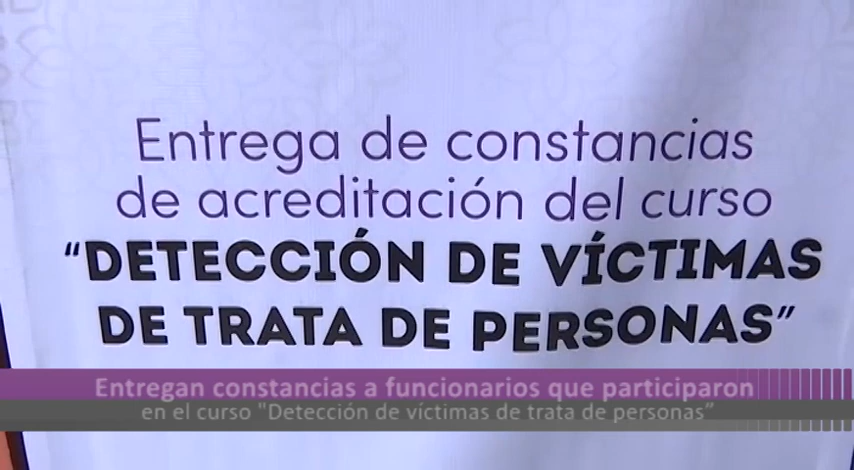 Entrega de constancias
de acreditación del curso
“DETECCIÓN DE VÍCTIMAS
DE TRATA DE PERSONAS”
Entregan constancias a funcionarios que participaron
en el curso "Detección de víctimas de trata de personas”